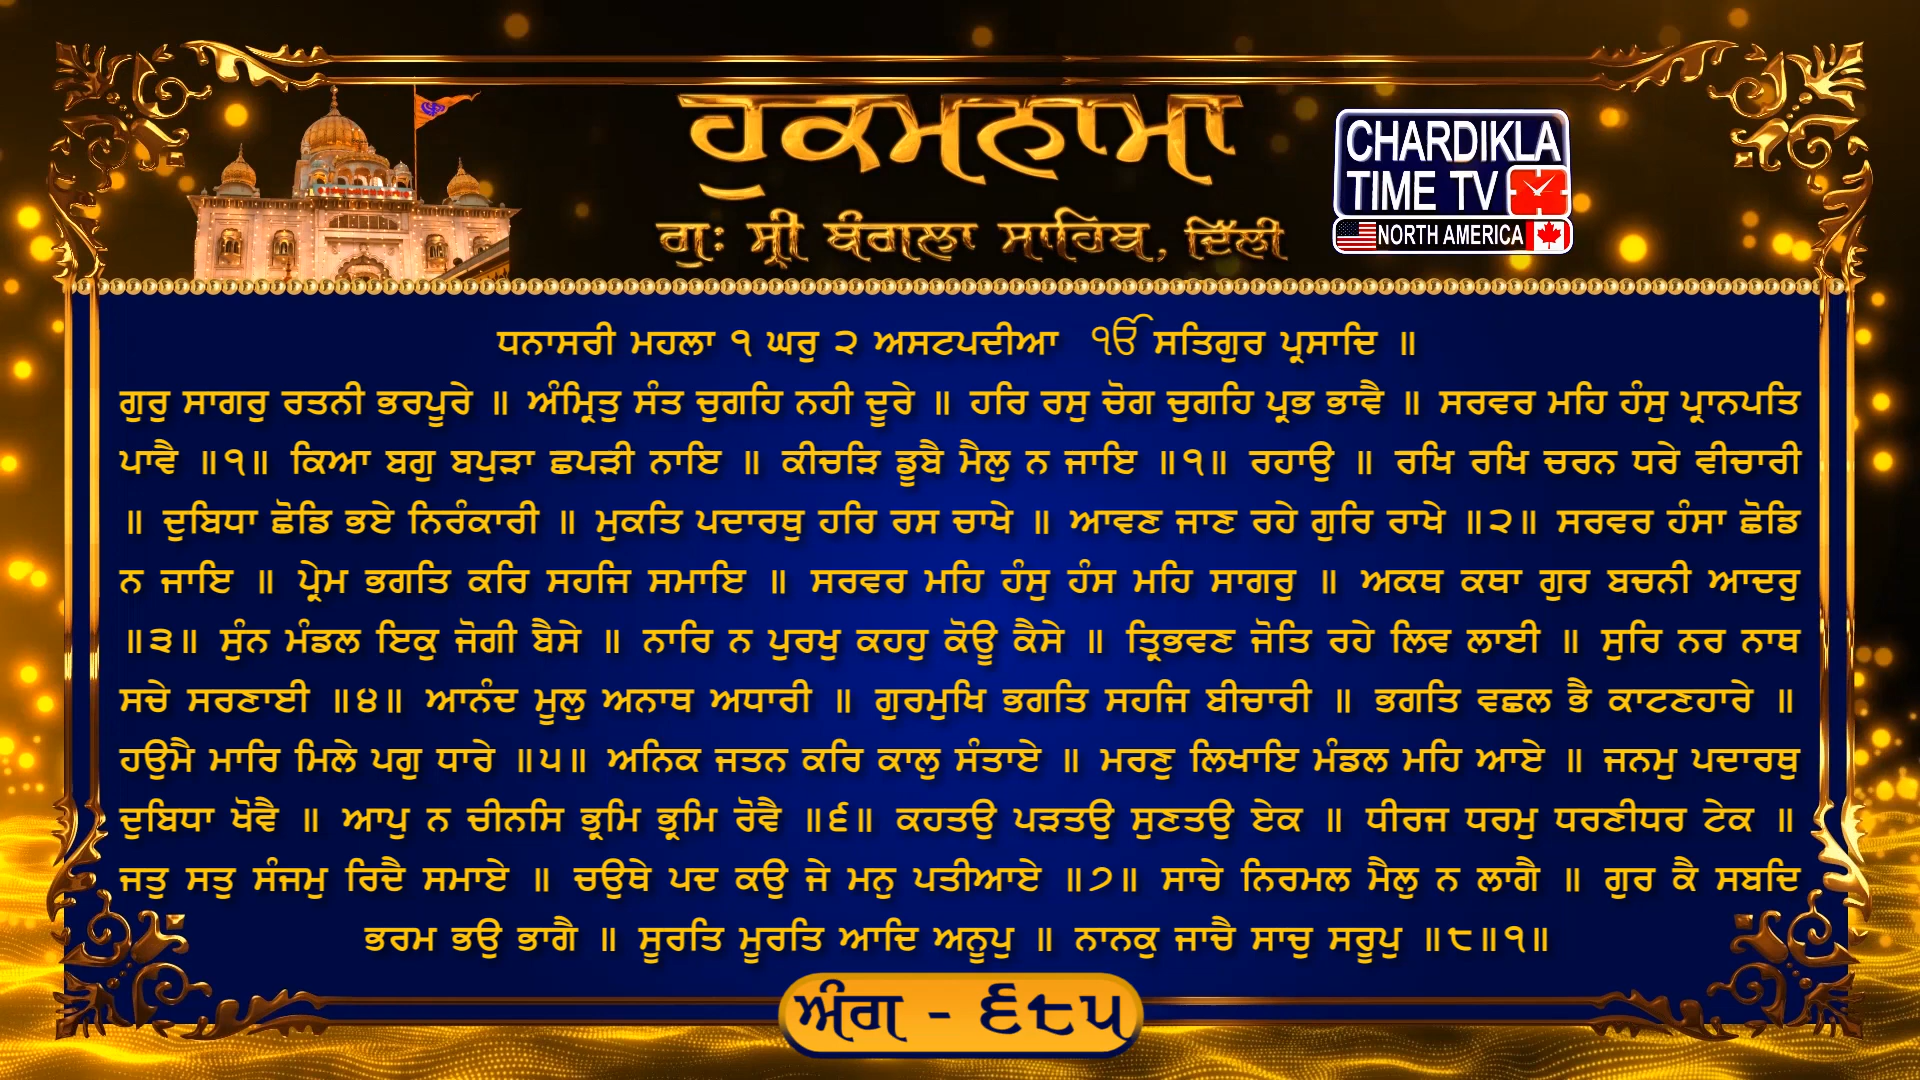 ਹੁਕਮਨਾਮਾ
ਗੁਃ ਸ੍ਰੀ ਬੰਗਲਾ ਸਾਹਿਬ, ਦਿੱਲੀ
CHARDIKLA
TIME TV
NORTH AMERICA
ਧਨਾਸਰੀ ਮਹਲਾ ੧ ਘਰੁ ੨ ਅਸਟਪਦੀਆ ੴ ਸਤਿਗੁਰ ਪ੍ਰਸਾਦਿ ॥
ਗੁਰੁ ਸਾਗਰੁ ਰਤਨੀ ਭਰਪੂਰੇ ॥ ਅੰਮ੍ਰਿਤੁ ਸੰਤ ਚੁਗਹਿ ਨਹੀ ਦੂਰੇ ॥ ਹਰਿ ਰਸੁ ਚੋਗ ਚੁਗਹਿ ਪ੍ਰਭ ਭਾਵੈ ॥ ਸਰਵਰ ਮਹਿ ਹੰਸੁ ਪ੍ਰਾਨਪਤਿ
ਪਾਵੈ ॥੧॥ ਕਿਆ ਬਗੁ ਬਪੁੜਾ ਛਪੜੀ ਨਾਇ ॥ ਕੀਚੜਿ ਡੂਬੈ ਮੈਲੁ ਨ ਜਾਇ ॥੧॥ ਰਹਾਉ ॥ ਰਖਿ ਰਖਿ ਚਰਨ ਧਰੇ ਵੀਚਾਰੀ
॥ ਦੁਬਿਧਾ ਛੋਡਿ ਭਏ ਨਿਰੰਕਾਰੀ ॥ ਮੁਕਤਿ ਪਦਾਰਥੁ ਹਰਿ ਰਸ ਚਾਖੇ ॥ ਆਵਣ ਜਾਣ ਰਹੇ ਗੁਰਿ ਰਾਖੇ ॥੨॥ ਸਰਵਰ ਹੰਸਾ ਛੋਡਿ
ਨ ਜਾਇ ॥ ਪ੍ਰੇਮ ਭਗਤਿ ਕਰਿ ਸਹਜਿ ਸਮਾਇ ॥ ਸਰਵਰ ਮਹਿ ਹੰਸੁ ਹੰਸ ਮਹਿ ਸਾਗਰੁ ॥ ਅਕਥ ਕਥਾ ਗੁਰ ਬਚਨੀ ਆਦਰੁ
॥੩॥ ਸੁੰਨ ਮੰਡਲ ਇਕੁ ਜੋਗੀ ਬੈਸੇ ॥ ਨਾਰਿ ਨ ਪੁਰਖੁ ਕਹਹੁ ਕੋਊ ਕੈਸੇ ॥ ਤ੍ਰਿਭਵਣ ਜੋਤਿ ਰਹੇ ਲਿਵ ਲਾਈ ॥ ਸੁਰਿ ਨਰ ਨਾਥ
ਸਚੇ ਸਰਣਾਈ ॥੪॥ ਆਨੰਦ ਮੂਲੁ ਅਨਾਥ ਅਧਾਰੀ ॥ ਗੁਰਮੁਖਿ ਭਗਤਿ ਸਹਜਿ ਬੀਚਾਰੀ ॥ ਭਗਤਿ ਵਛਲ ਭੈ ਕਾਟਣਹਾਰੇ ॥
ਹਉਮੈ ਮਾਰਿ ਮਿਲੇ ਪਗੁ ਧਾਰੇ ॥੫॥ ਅਨਿਕ ਜਤਨ ਕਰਿ ਕਾਲੁ ਸੰਤਾਏ ॥ ਮਰਣੁ ਲਿਖਾਇ ਮੰਡਲ ਮਹਿ ਆਏ ॥ ਜਨਮੁ ਪਦਾਰਥੁ
ਦੁਬਿਧਾ ਖੋਵੈ ॥ ਆਪੁ ਨ ਚੀਨਸਿ ਭ੍ਰਮਿ ਭ੍ਰਮਿ ਰੋਵੈ ॥੬॥ ਕਹਤਉ ਪੜਤਉ ਸੁਣਤਉ ਏਕ ॥ ਧੀਰਜ ਧਰਮੁ ਧਰਣੀਧਰ ਟੇਕ ॥
ਜਤੁ ਸਤੁ ਸੰਜਮੁ ਰਿਦੈ ਸਮਾਏ ॥ ਚਉਥੇ ਪਦ ਕਉ ਜੇ ਮਨੁ ਪਤੀਆਏ ॥੭॥ ਸਾਚੇ ਨਿਰਮਲ ਮੈਲੁ ਨ ਲਾਗੈ ॥ ਗੁਰ ਕੈ ਸਬਦਿ
ਭਰਮ ਭਉ ਭਾਗੈ ॥ ਸੂਰਤਿ ਮੂਰਤਿ ਆਦਿ ਅਨੂਪੁ ॥ ਨਾਨਕੁ ਜਾਚੈ ਸਾਚੁ ਸਰੂਪੁ ॥੮॥੧॥
ਅੰਗ - ੬੮੫